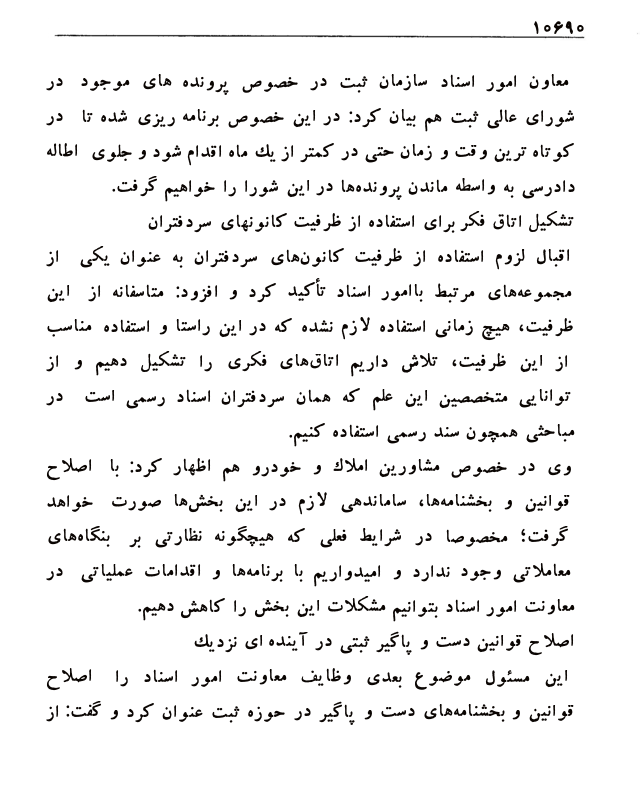 ۱۰۶۹۰
معاون امور اسناد سازمان ثبت در خصوص پرونده های موجود در
شورای عالی ثبت هم بیان کرد: در این خصوص برنامه ریزی شده تا در
کوتاه ترین وقت و زمان حتی در کمتر از یك ماه اقدام شود و جلوی اطاله
دادرسی به واسطه ماندن پرونده‌ها در این شورا را خواهیم گرفت.
تشکیل اتاق فکر برای استفاده از ظرفیت کانونهای سردفتران
اقبال لزوم استفاده از ظرفیت کانون‌های سردفتران به عنوان یکی از
مجموعه‌های مرتبط باامور اسناد تأکید کرد و افزود: متاسفانه از این
ظرفیت، هیچ زمانی استفاده لازم نشده که در این راستا و استفاده مناسب
از این ظرفیت، تلاش داریم اتاق‌های فکری را تشکیل دهیم و از
توانایی متخصصین این علم که همان سردفتران اسناد رسمی است در
مباحثی همچون سند رسمی استفاده کنیم.
وی در خصوص مشاورین املاك و خودرو هم اظهار کرد: با اصلاح
قوانین و بخشنامه‌ها، ساماندهی لازم در این بخش‌ها صورت خواهد
گرفت؛ مخصوصا در شرایط فعلی که هیچگونه نظارتی بر بنگاه‌های
معاملاتی وجود ندارد و امیدواریم با برنامه‌ها و اقدامات عملیاتی در
معاونت امور اسناد بتوانیم مشکلات این بخش را کاهش دهیم.
اصلاح قوانین دست و پاگیر ثبتی در آینده ای نزدیك
این مسئول موضوع بعدی وظایف معاونت امور اسناد را اصلاح
قوانین و بخشنامه‌های دست و پاگیر در حوزه ثبت عنوان کرد و گفت: از